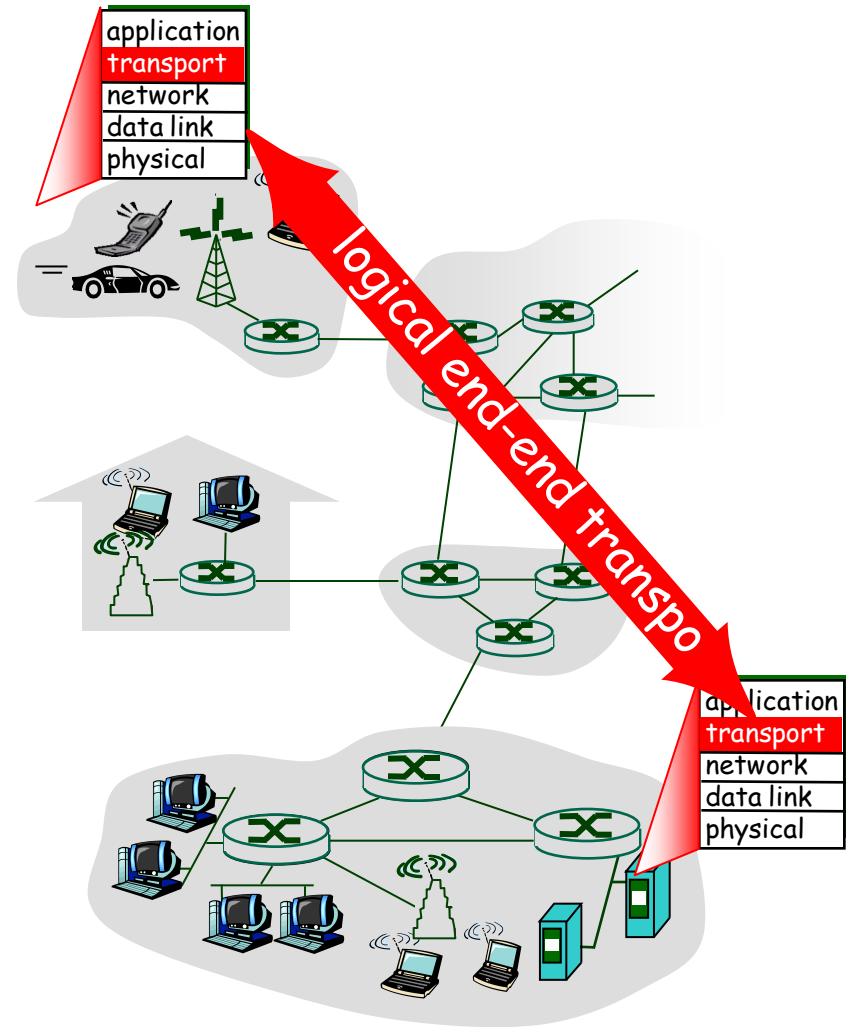 application
transport
network
data link
physical
logical end-end transpo
application
transport
network
data link
physical